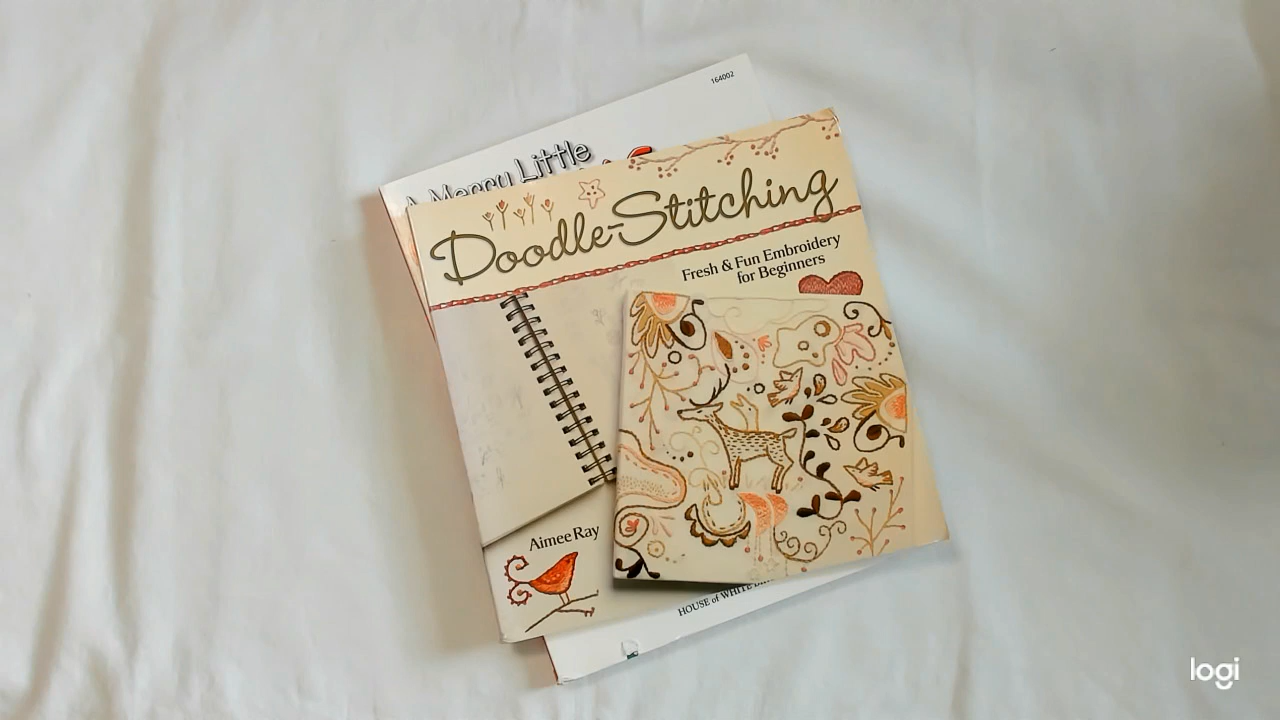 164002
A Merry Little
Doodle-Stitching
Fresh & Fun Embroidery
for Beginners
Aimee Ray
HOUSE of WHITE
logi